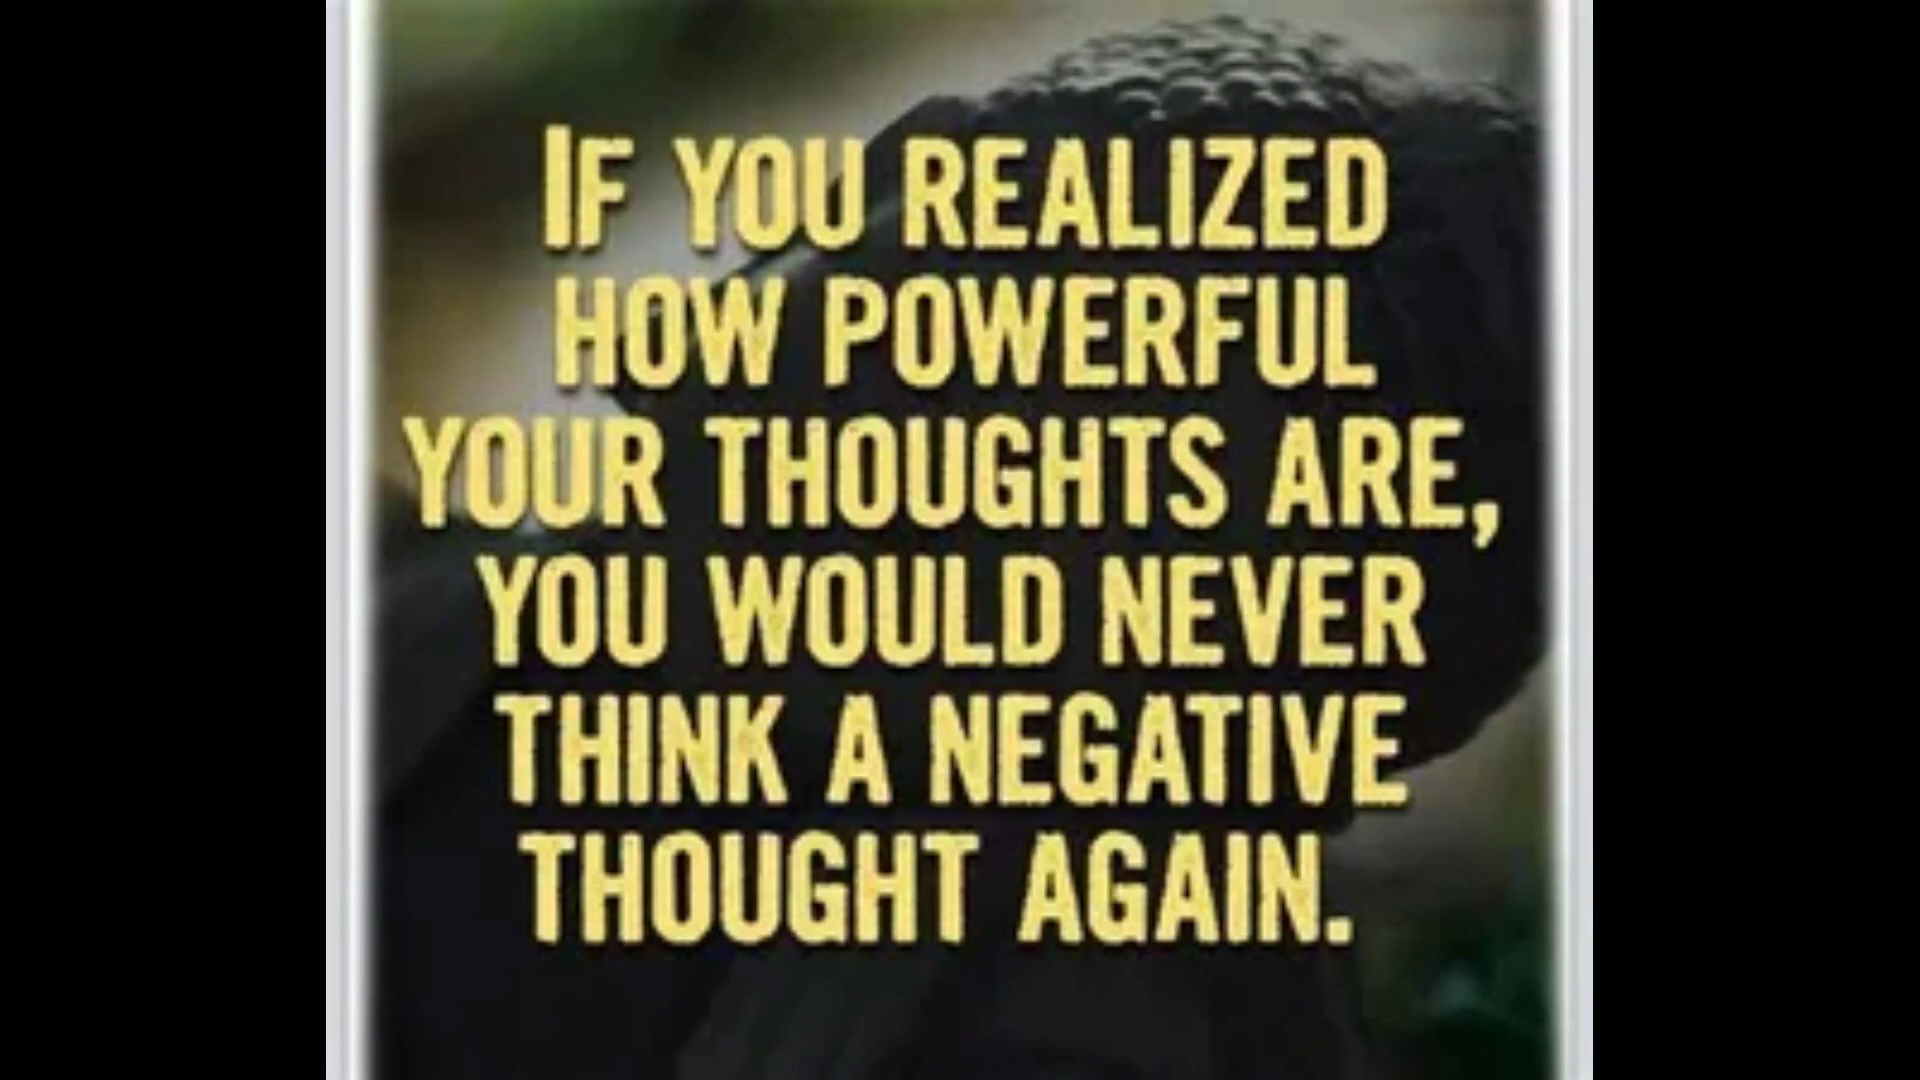 IF YOU REALIZED
HOW POWERFUL
YOUR THOUGHTS ARE,
YOU WOULD NEVER
THINK A NEGATIVE
THOUGHT AGAIN.